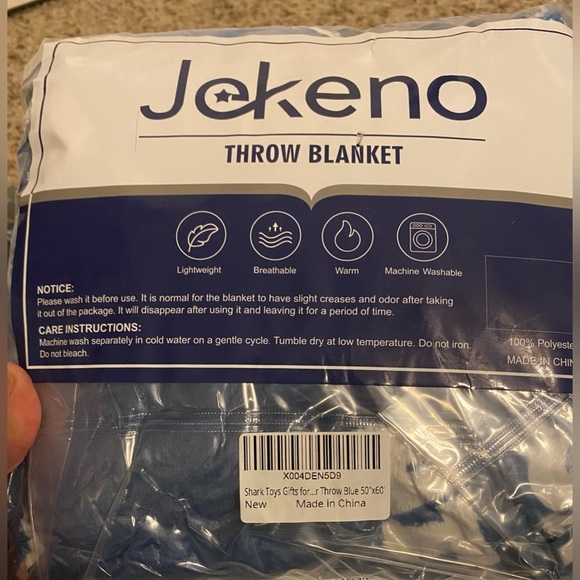 Jekeno
THROW BLANKET
Lightweight
Breathable
Warm
Machine Washable
NOTICE:
Please wash it before use. It is normal for the blanket to have slight creases and odor after taking
it out of the package. It will disappear after using it and leaving it for a period of time.
CARE INSTRUCTIONS:
Machine wash separately in cold water on a gentle cycle. Tumble dry at low temperature. Do not iron.
Do not bleach.
100% Polyeste
MADE IN CHIN
X004DEN5D9
Shark Toys Gifts for...r Throw Blue 50"x60"
New Made in China